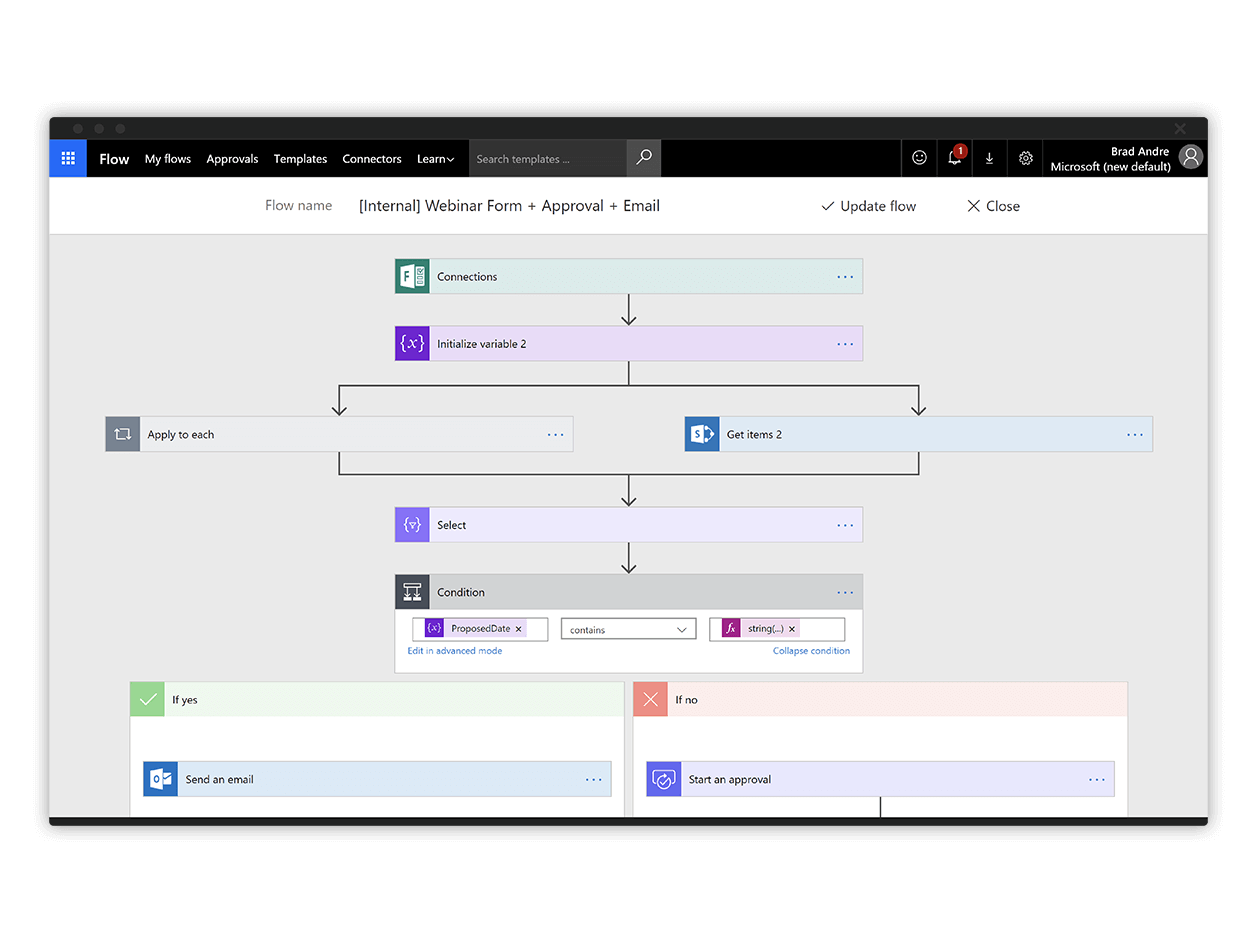 Flow My flows Approvals Templates Connectors Learn Search templates ... 1 Brad Andre
Microsoft (new default)
Flow name [Internal] Webinar Form + Approval + Email Update flow Close
F Connections ...
{x} Initialize variable 2 ...
Apply to each ...
S Get items 2 ...
Select ...
Condition ...
{x} ProposedDate × contains fx string(...) ×
Edit in advanced mode Collapse condition
If yes
If no
O Send an email ...
Start an approval ...